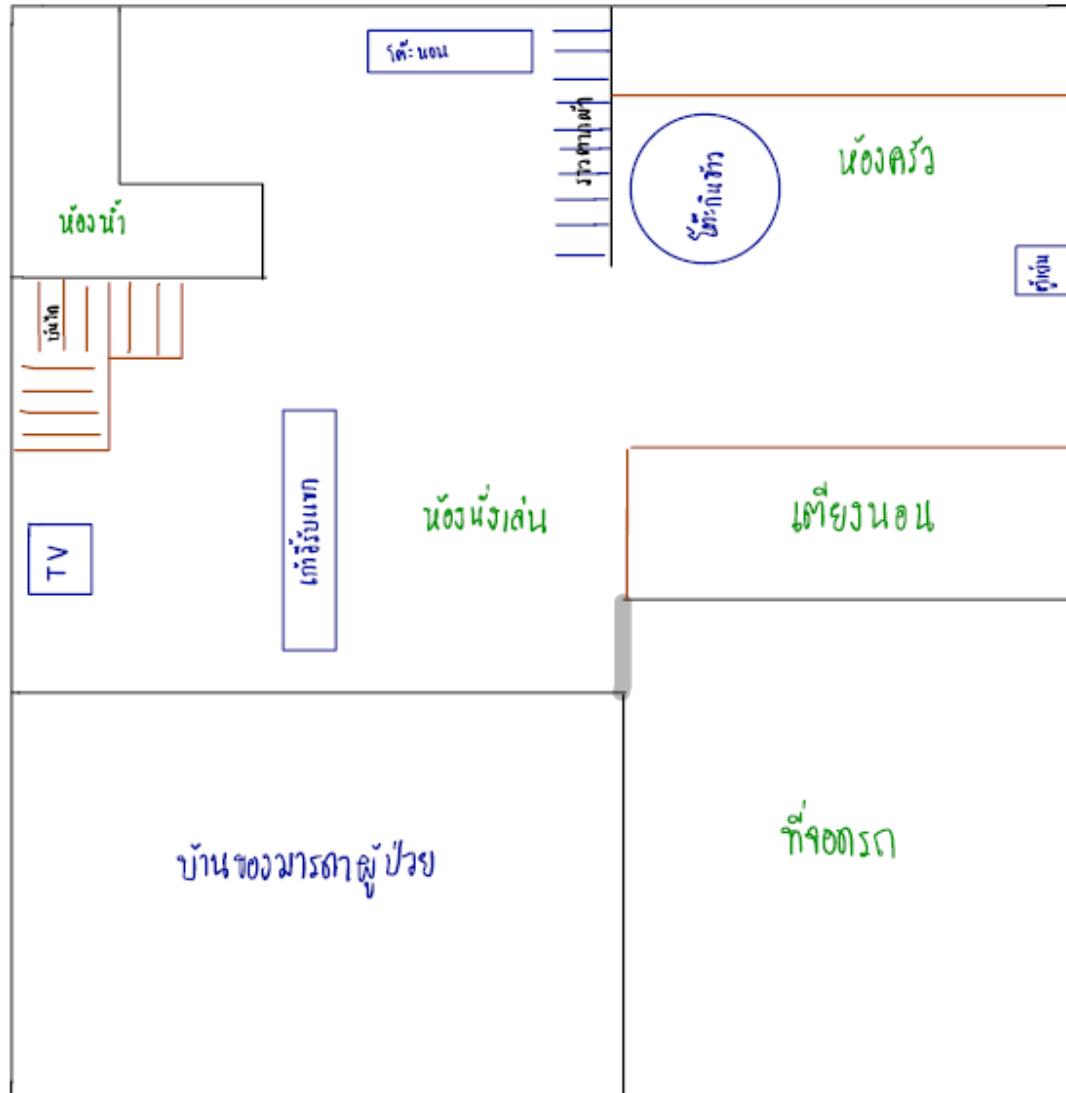 โต๊ะนอน
ราวตากผ้า
ห้องครัว
โต๊ะกินข้าว
ห้องน้ำ
ตู้เย็น
บันได
ห้องนั่งเล่น
เตียงนอน
เก้าอี้รับแขก
TV
ที่จอดรถ
บ้านของมารดาผู้ป่วย